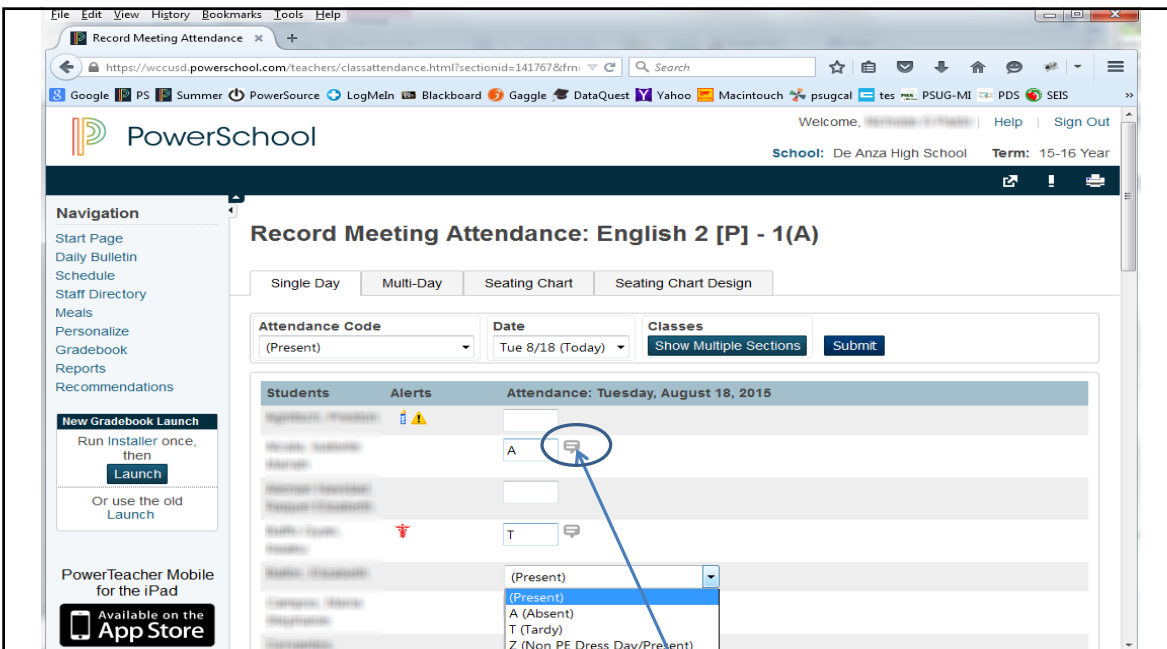 File Edit View History Bookmarks Tools Help
Record Meeting Attendance × +
https://wccusd.powerschool.com/teachers/classattendance.html?sectionid=141767&frn: Search
Google PS Summer PowerSource LogMeIn Blackboard Gaggle DataQuest Yahoo Macintouch psugcal tes PSUG-MI PDS SEIS »
PowerSchool
Welcome, | Help | Sign Out
School: De Anza High School Term: 15-16 Year
Navigation
Start Page
Daily Bulletin
Schedule
Staff Directory
Meals
Personalize
Gradebook
Reports
Recommendations
New Gradebook Launch
Run Installer once,
then
Launch
Or use the old
Launch
PowerTeacher Mobile
for the iPad
Available on the
App Store
Record Meeting Attendance: English 2 [P] - 1(A)
Single Day Multi-Day Seating Chart Seating Chart Design
Attendance Code Date Classes
(Present) Tue 8/18 (Today) Show Multiple Sections Submit
Students Alerts Attendance: Tuesday, August 18, 2015
A
T
(Present)
(Present)
A (Absent)
T (Tardy)
Z (Non PE Dress Day/Present)